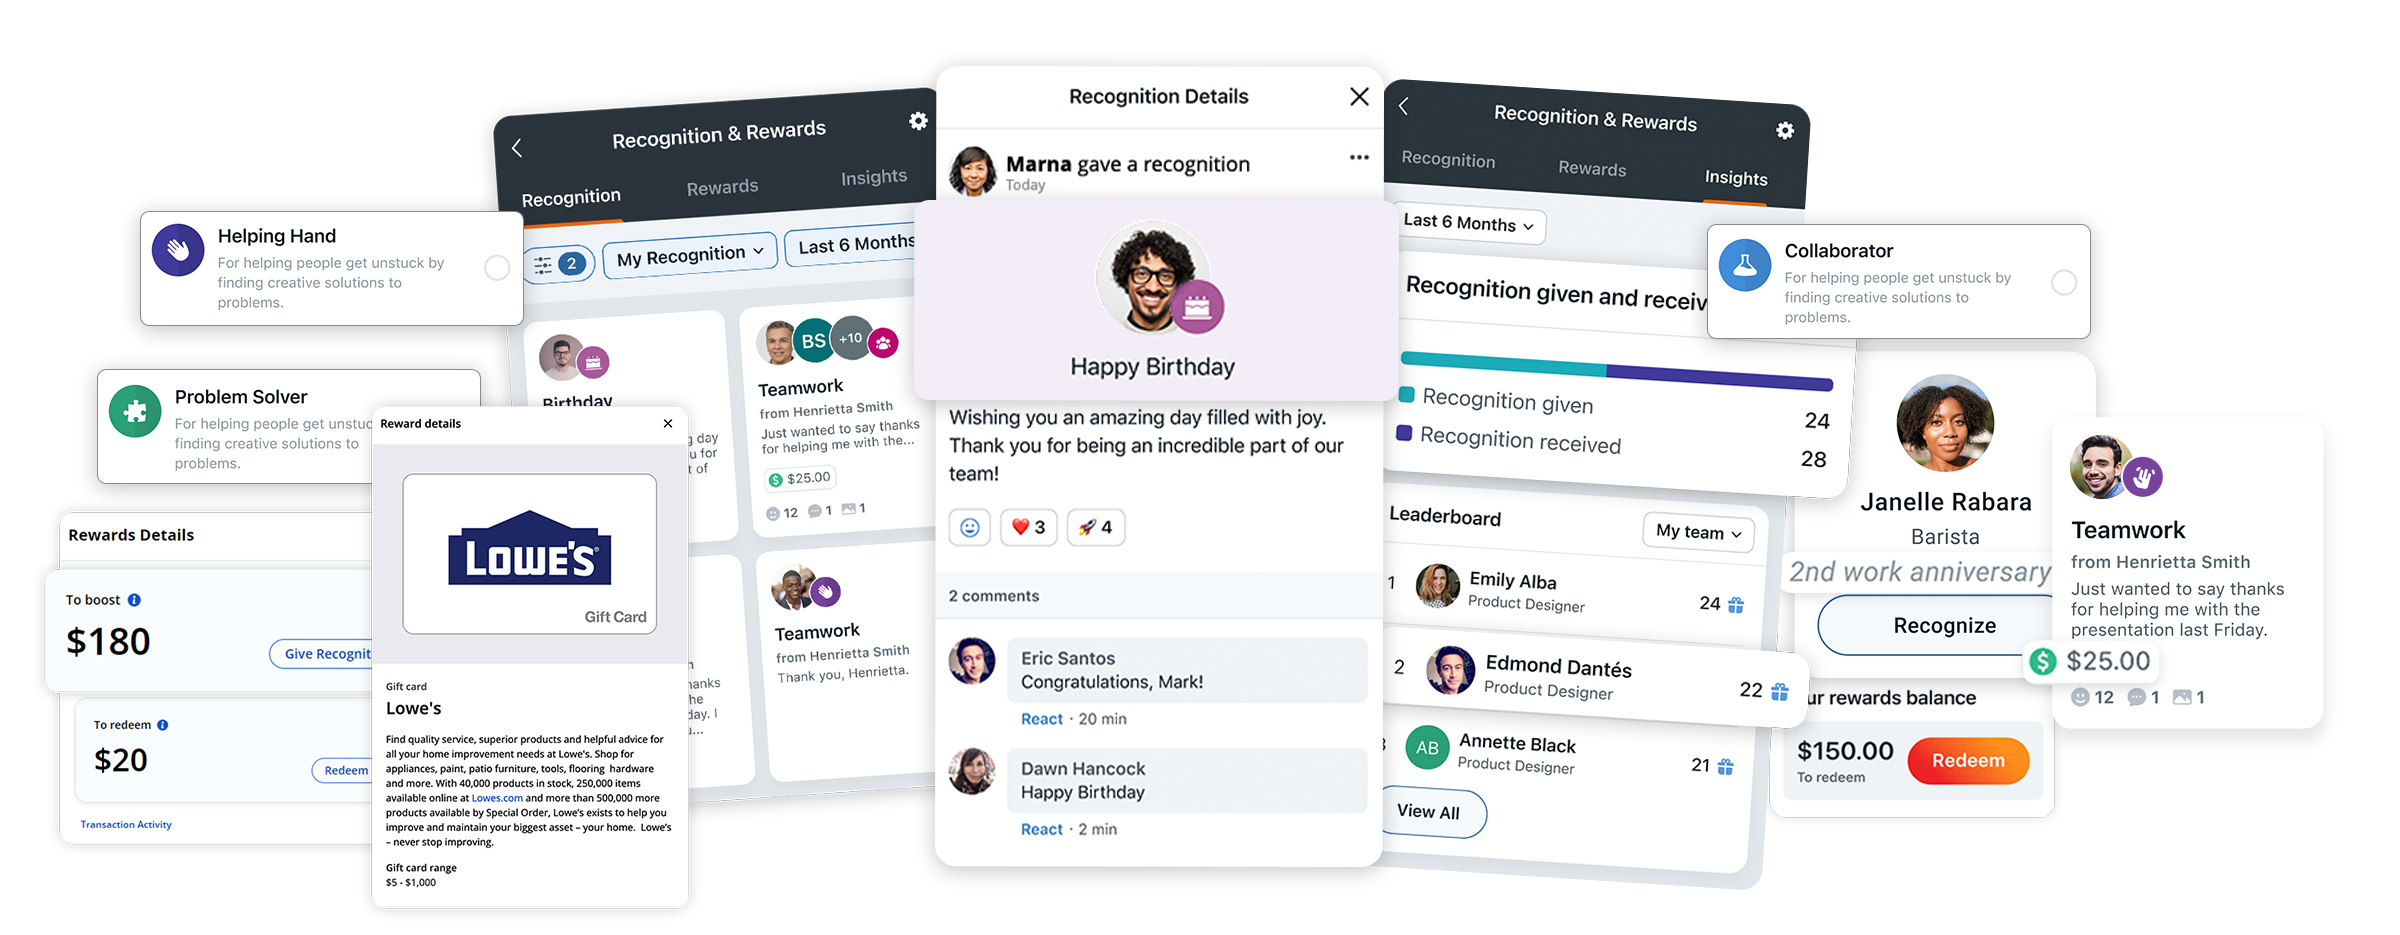 Helping Hand
For helping people get unstuck by
finding creative solutions to
problems.
Problem Solver
For helping people get
finding creative solutions to
problems.
Rewards Details
To boost
$180
Give
To redeem
$20
Redeem
Transaction Activity
Reward details
LOWE'S
Gift Card
Gift card
Lowe's
Find quality service, superior products and helpful advice for
all your home improvement needs at Lowe's. Shop for
appliances, paint, patio furniture, tools, flooring hardware
and more. With 40,000 products in stock, 250,000 items
available online at Lowes.com and more than 500,000 more
products available by Special Order, Lowe's exists to help you
improve and maintain your biggest asset – your home. Lowe's
– never stop improving.
Gift card range
$5 - $1,000
Recognition & Rewards
Recognition
Rewards
Insights
2
My Recognition
Last 6 Months
Birthday
day
for
of
BS
+10
Teamwork
from Henrietta Smith
Just wanted to say thanks
for helping me with the...
$25.00
12
1
1
Teamwork
from Henrietta Smith
Thank you, Henrietta.
Recognition Details
Marna gave a recognition
Today
Happy Birthday
Wishing you an amazing day filled with joy.
Thank you for being an incredible part of our
team!
3
4
2 comments
Eric Santos
Congratulations, Mark!
React · 20 min
Dawn Hancock
Happy Birthday
React · 2 min
Recognition & Rewards
Recognition
Rewards
Insights
Last 6 Months
Recognition given and
Recognition given
24
Recognition received
28
Leaderboard
My team
1
Emily Alba
Product Designer
24
2
Edmond Dantés
Product Designer
22
AB
Annette Black
Product Designer
21
View All
Collaborator
For helping people get unstuck by
finding creative solutions to
problems.
Janelle Rabara
Barista
2nd work anniversary
Recognize
rewards balance
$150.00
To redeem
Redeem
Teamwork
from Henrietta Smith
Just wanted to say thanks
for helping me with the
presentation last Friday.
$25.00
12
1
1